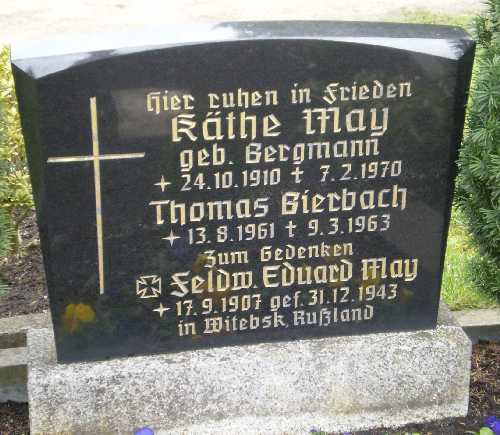 Hier ruhen in Frieden
Käthe May
geb. Bergmann
✦ 24.10.1910 ✝ 7.2.1970
Thomas Bierbach
✦ 13.8.1961 ✝ 9.3.1963
Zum Gedenken
Feldw. Eduard May
✦ 17.9.1907 gef. 31.12.1943
in Witebsk, Rußland